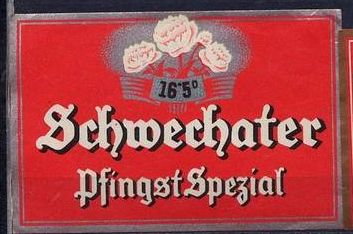 16*5°
Schwechater
Pfingst Spezial